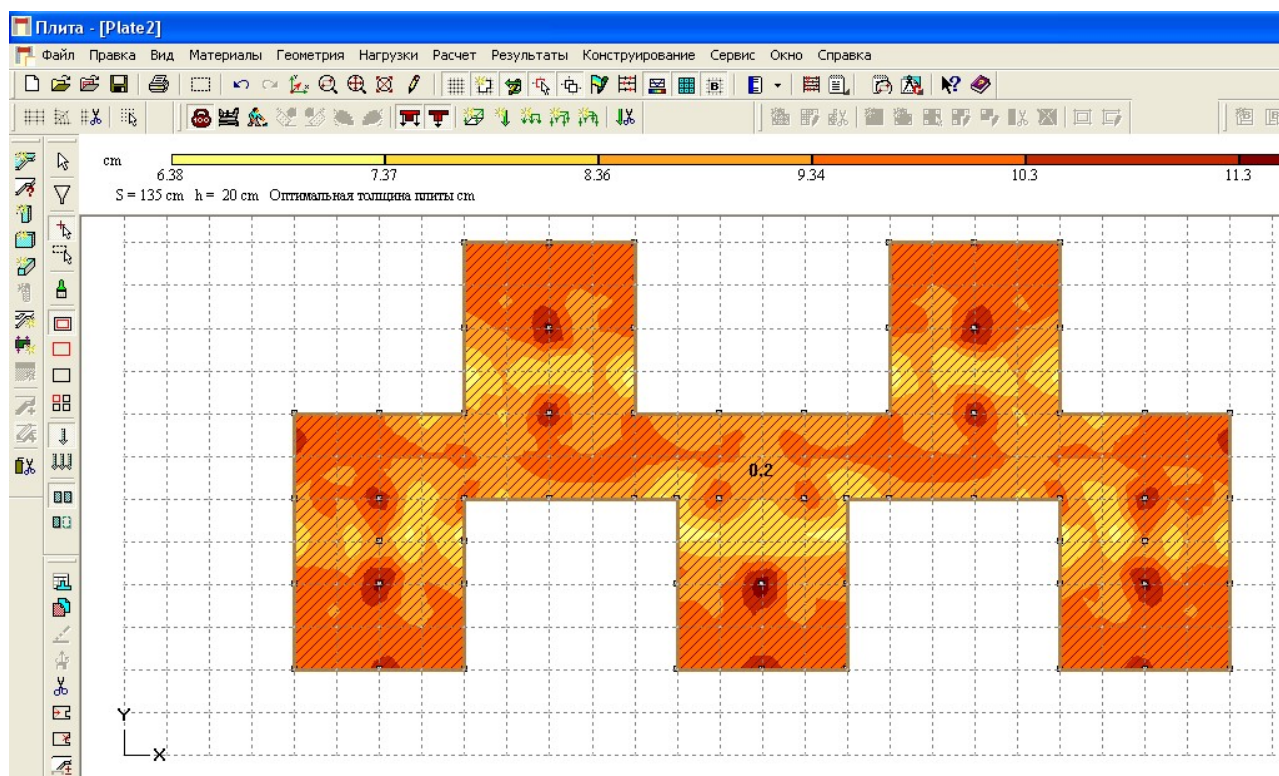 Плита - [Plate2]
Файл Правка Вид Материалы Геометрия Нагрузки Расчет Результаты Конструирование Сервис Окно Справка
cm
6.38 7.37 8.36 9.34 10.3 11.3
S = 135 cm h = 20 cm Оптимальная толщина плиты cm
0.2
Y
X